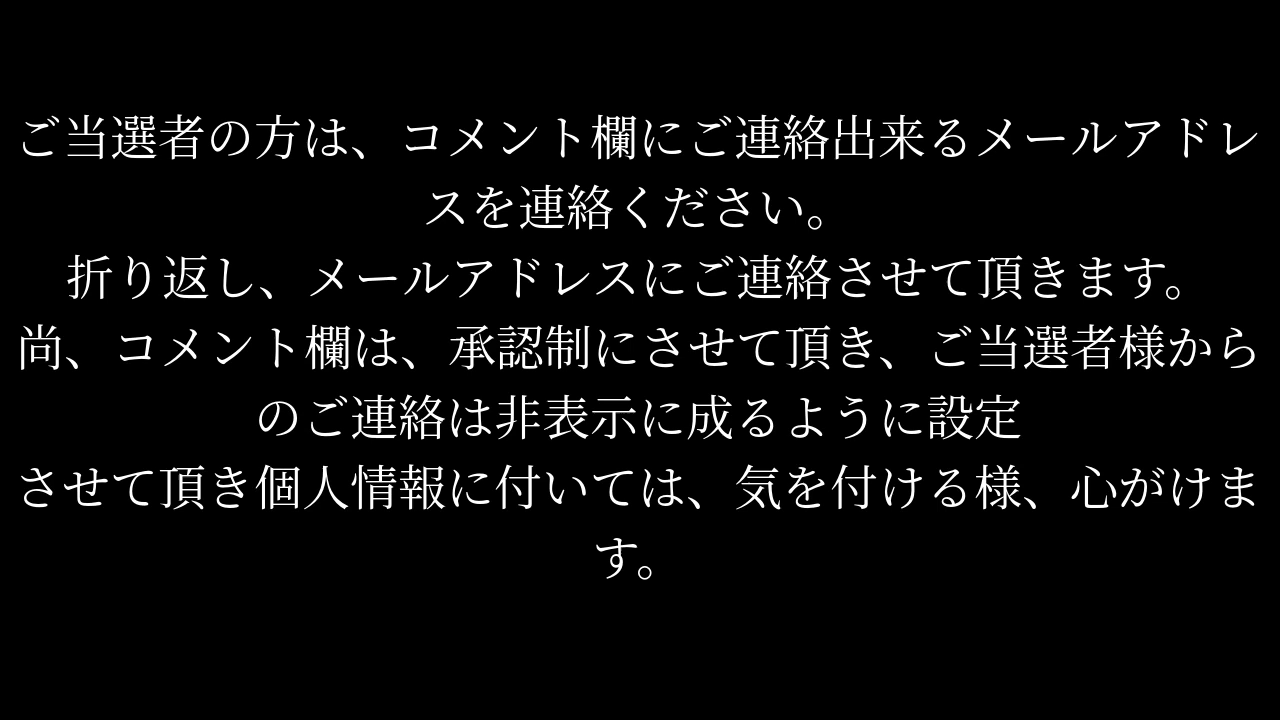 ご当選者の方は、コメント欄にご連絡出来るメールアドレ
スを連絡ください。
折り返し、メールアドレスにご連絡させて頂きます。
尚、コメント欄は、承認制にさせて頂き、ご当選者様から
のご連絡は非表示に成るように設定
させて頂き個人情報に付いては、気を付ける様、心がけま
す。